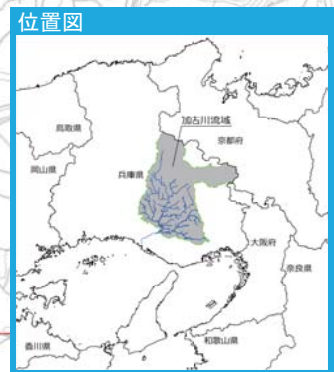 位置図
加古川流域
鳥取県
京都府
岡山県
兵庫県
大阪府
奈良県
香川県
和歌山県